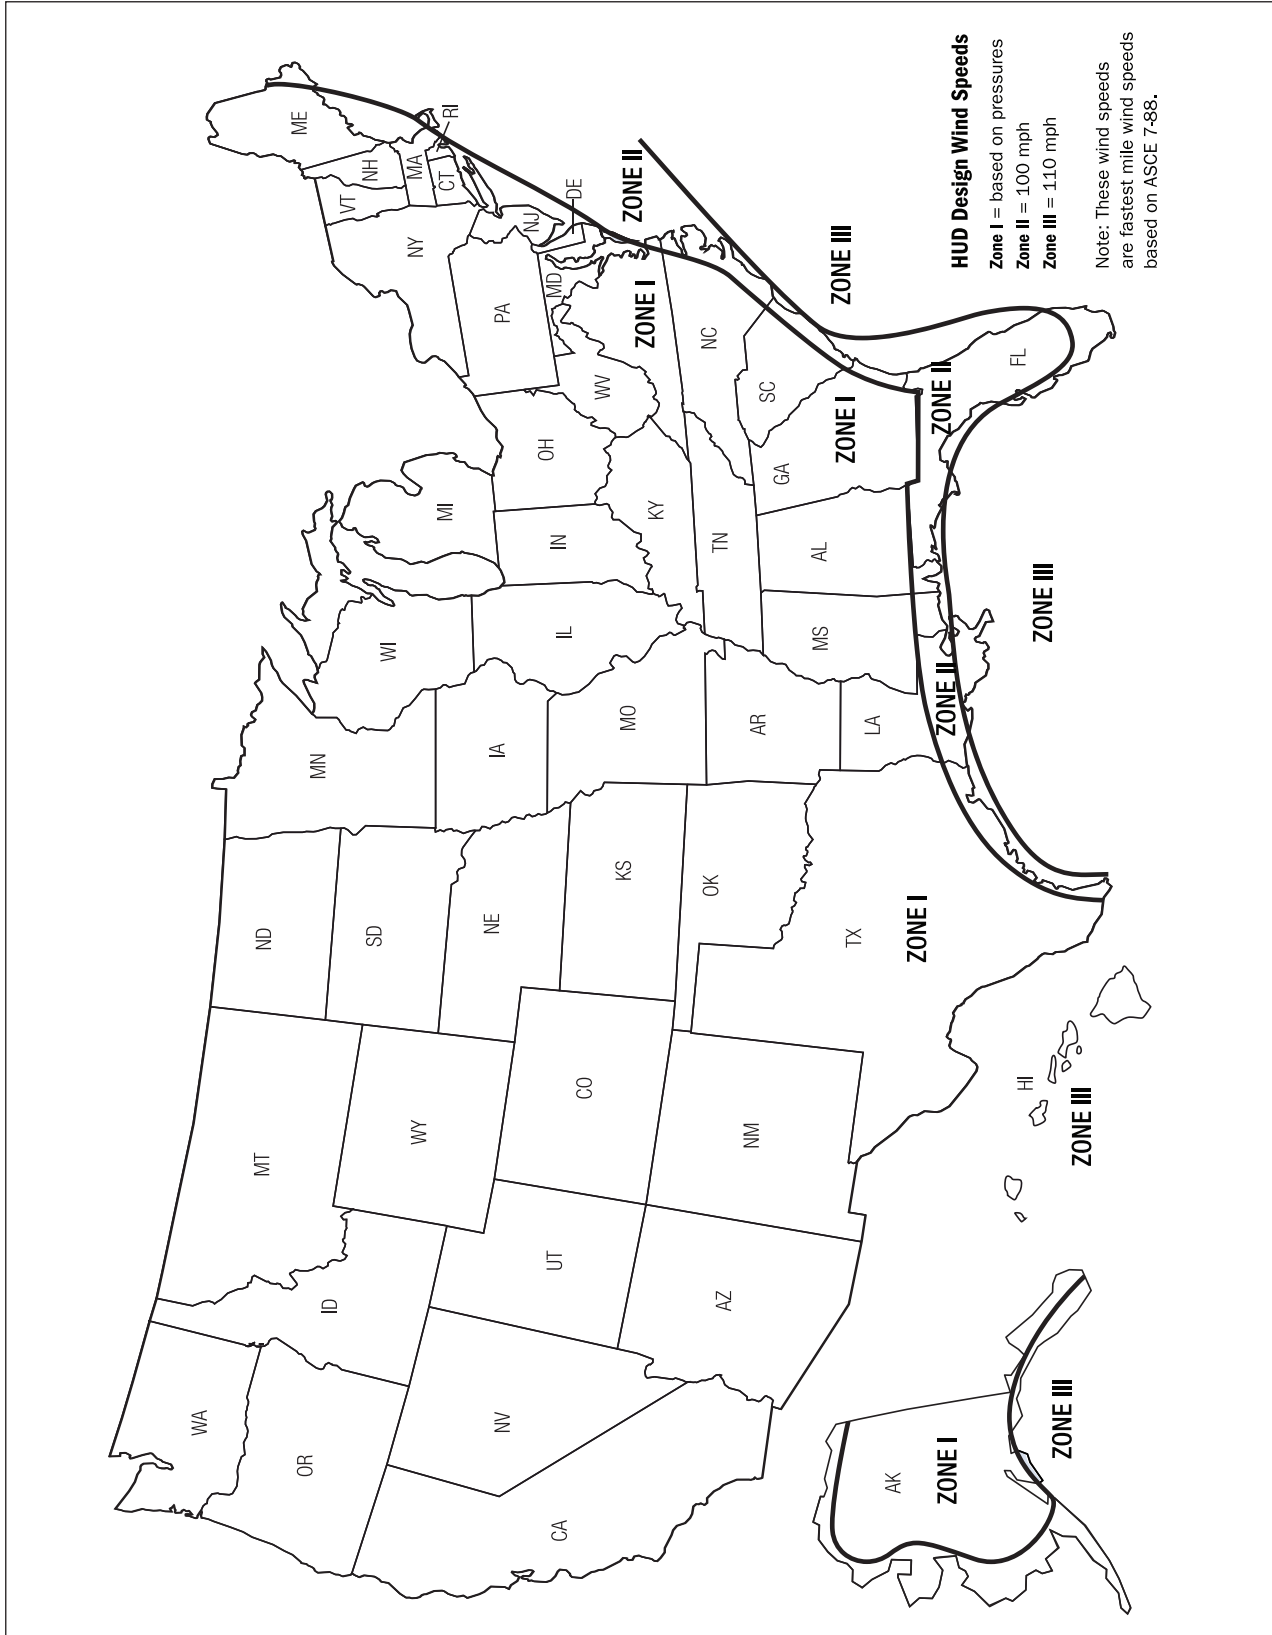 WA
OR
CA
NV
ID
MT
WY
UT
AZ
CO
NM
ND
SD
NE
KS
OK
TX
ZONE I
MN
IA
MO
AR
LA
WI
IL
MI
IN
OH
KY
TN
MS
AL
GA
ZONE I
SC
NC
WV
ZONE I
PA
MD
NJ
DE
NY
VT
NH
ME
MA
CT
RI
FL
ZONE II
ZONE II
ZONE II
ZONE III
ZONE III
AK
ZONE I
ZONE III
HI
ZONE III
HUD Design Wind Speeds
Zone I = based on pressures
Zone II = 100 mph
Zone III = 110 mph
Note: These wind speeds
are fastest mile wind speeds
based on ASCE 7-88.